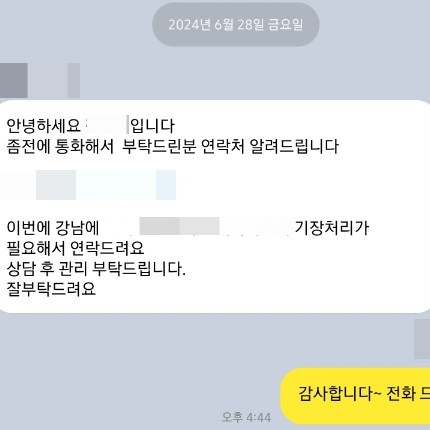 2024년 6월 28일 금요일
안녕하세요 입니다
좀전에 통화해서 부탁드린분 연락처 알려드립니다
이번에 강남에 기장처리가
필요해서 연락드려요
상담 후 관리 부탁드립니다.
잘부탁드려요
감사합니다~ 전화 드
오후 4:44